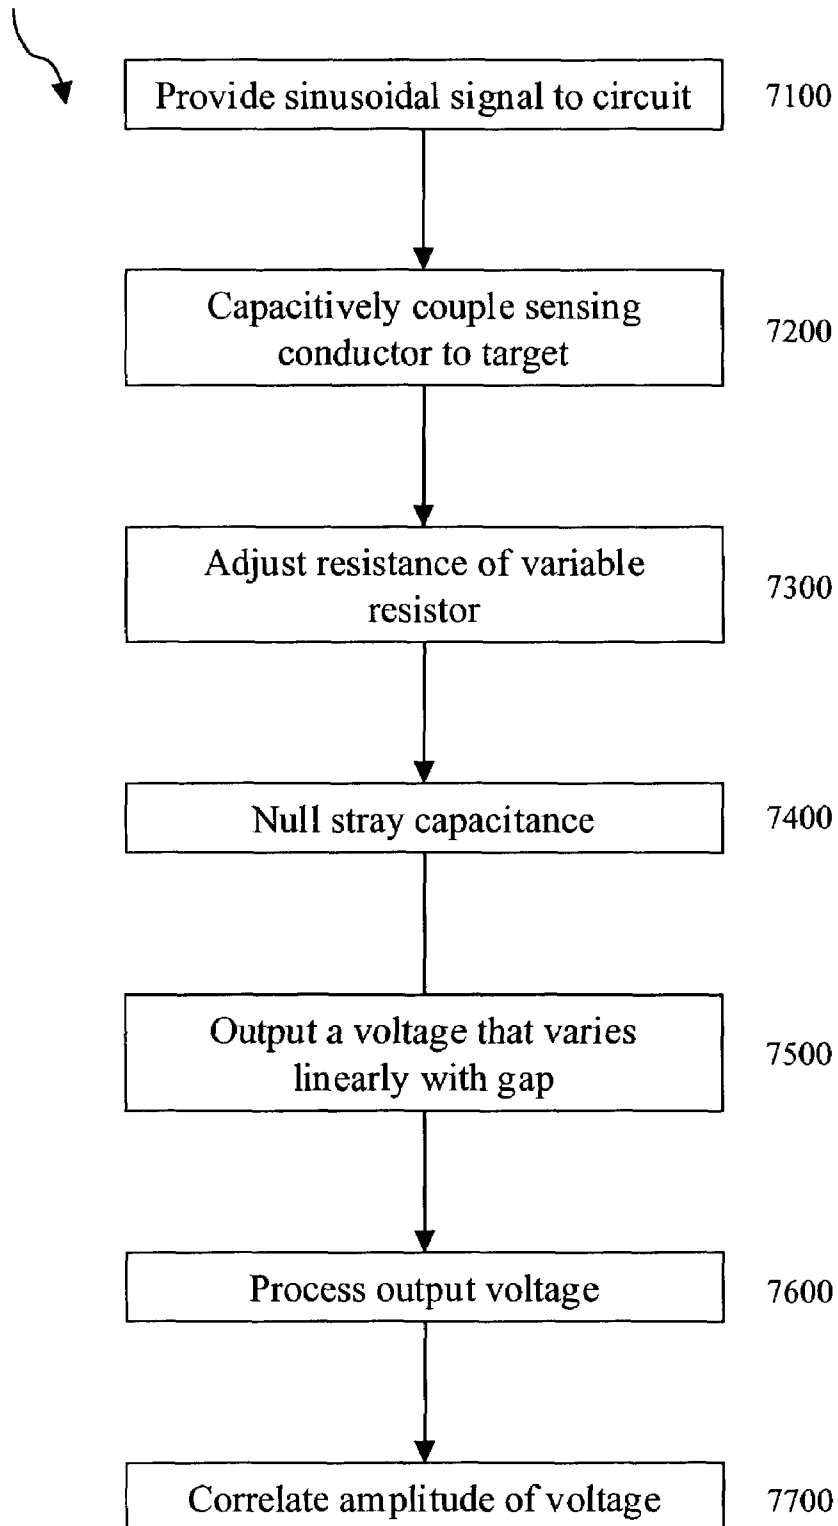 Provide sinusoidal signal to circuit 7100
Capacitively couple sensing
conductor to target
7200
Adjust resistance of variable
resistor
7300
Null stray capacitance 7400
Output a voltage that varies
linearly with gap
7500
Process output voltage 7600
Correlate amplitude of voltage 7700